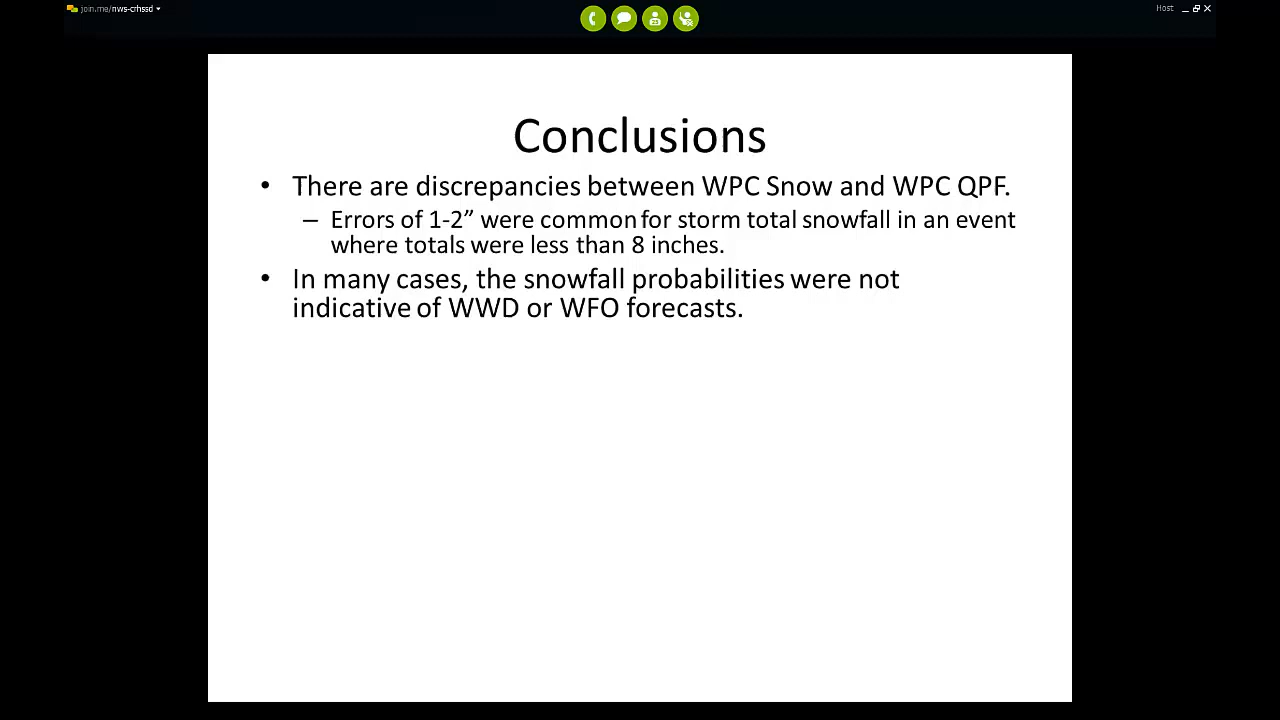 join.me/nws-crhssd
Host
Conclusions
• There are discrepancies between WPC Snow and WPC QPF.
– Errors of 1-2” were common for storm total snowfall in an event
where totals were less than 8 inches.
• In many cases, the snowfall probabilities were not
indicative of WWD or WFO forecasts.